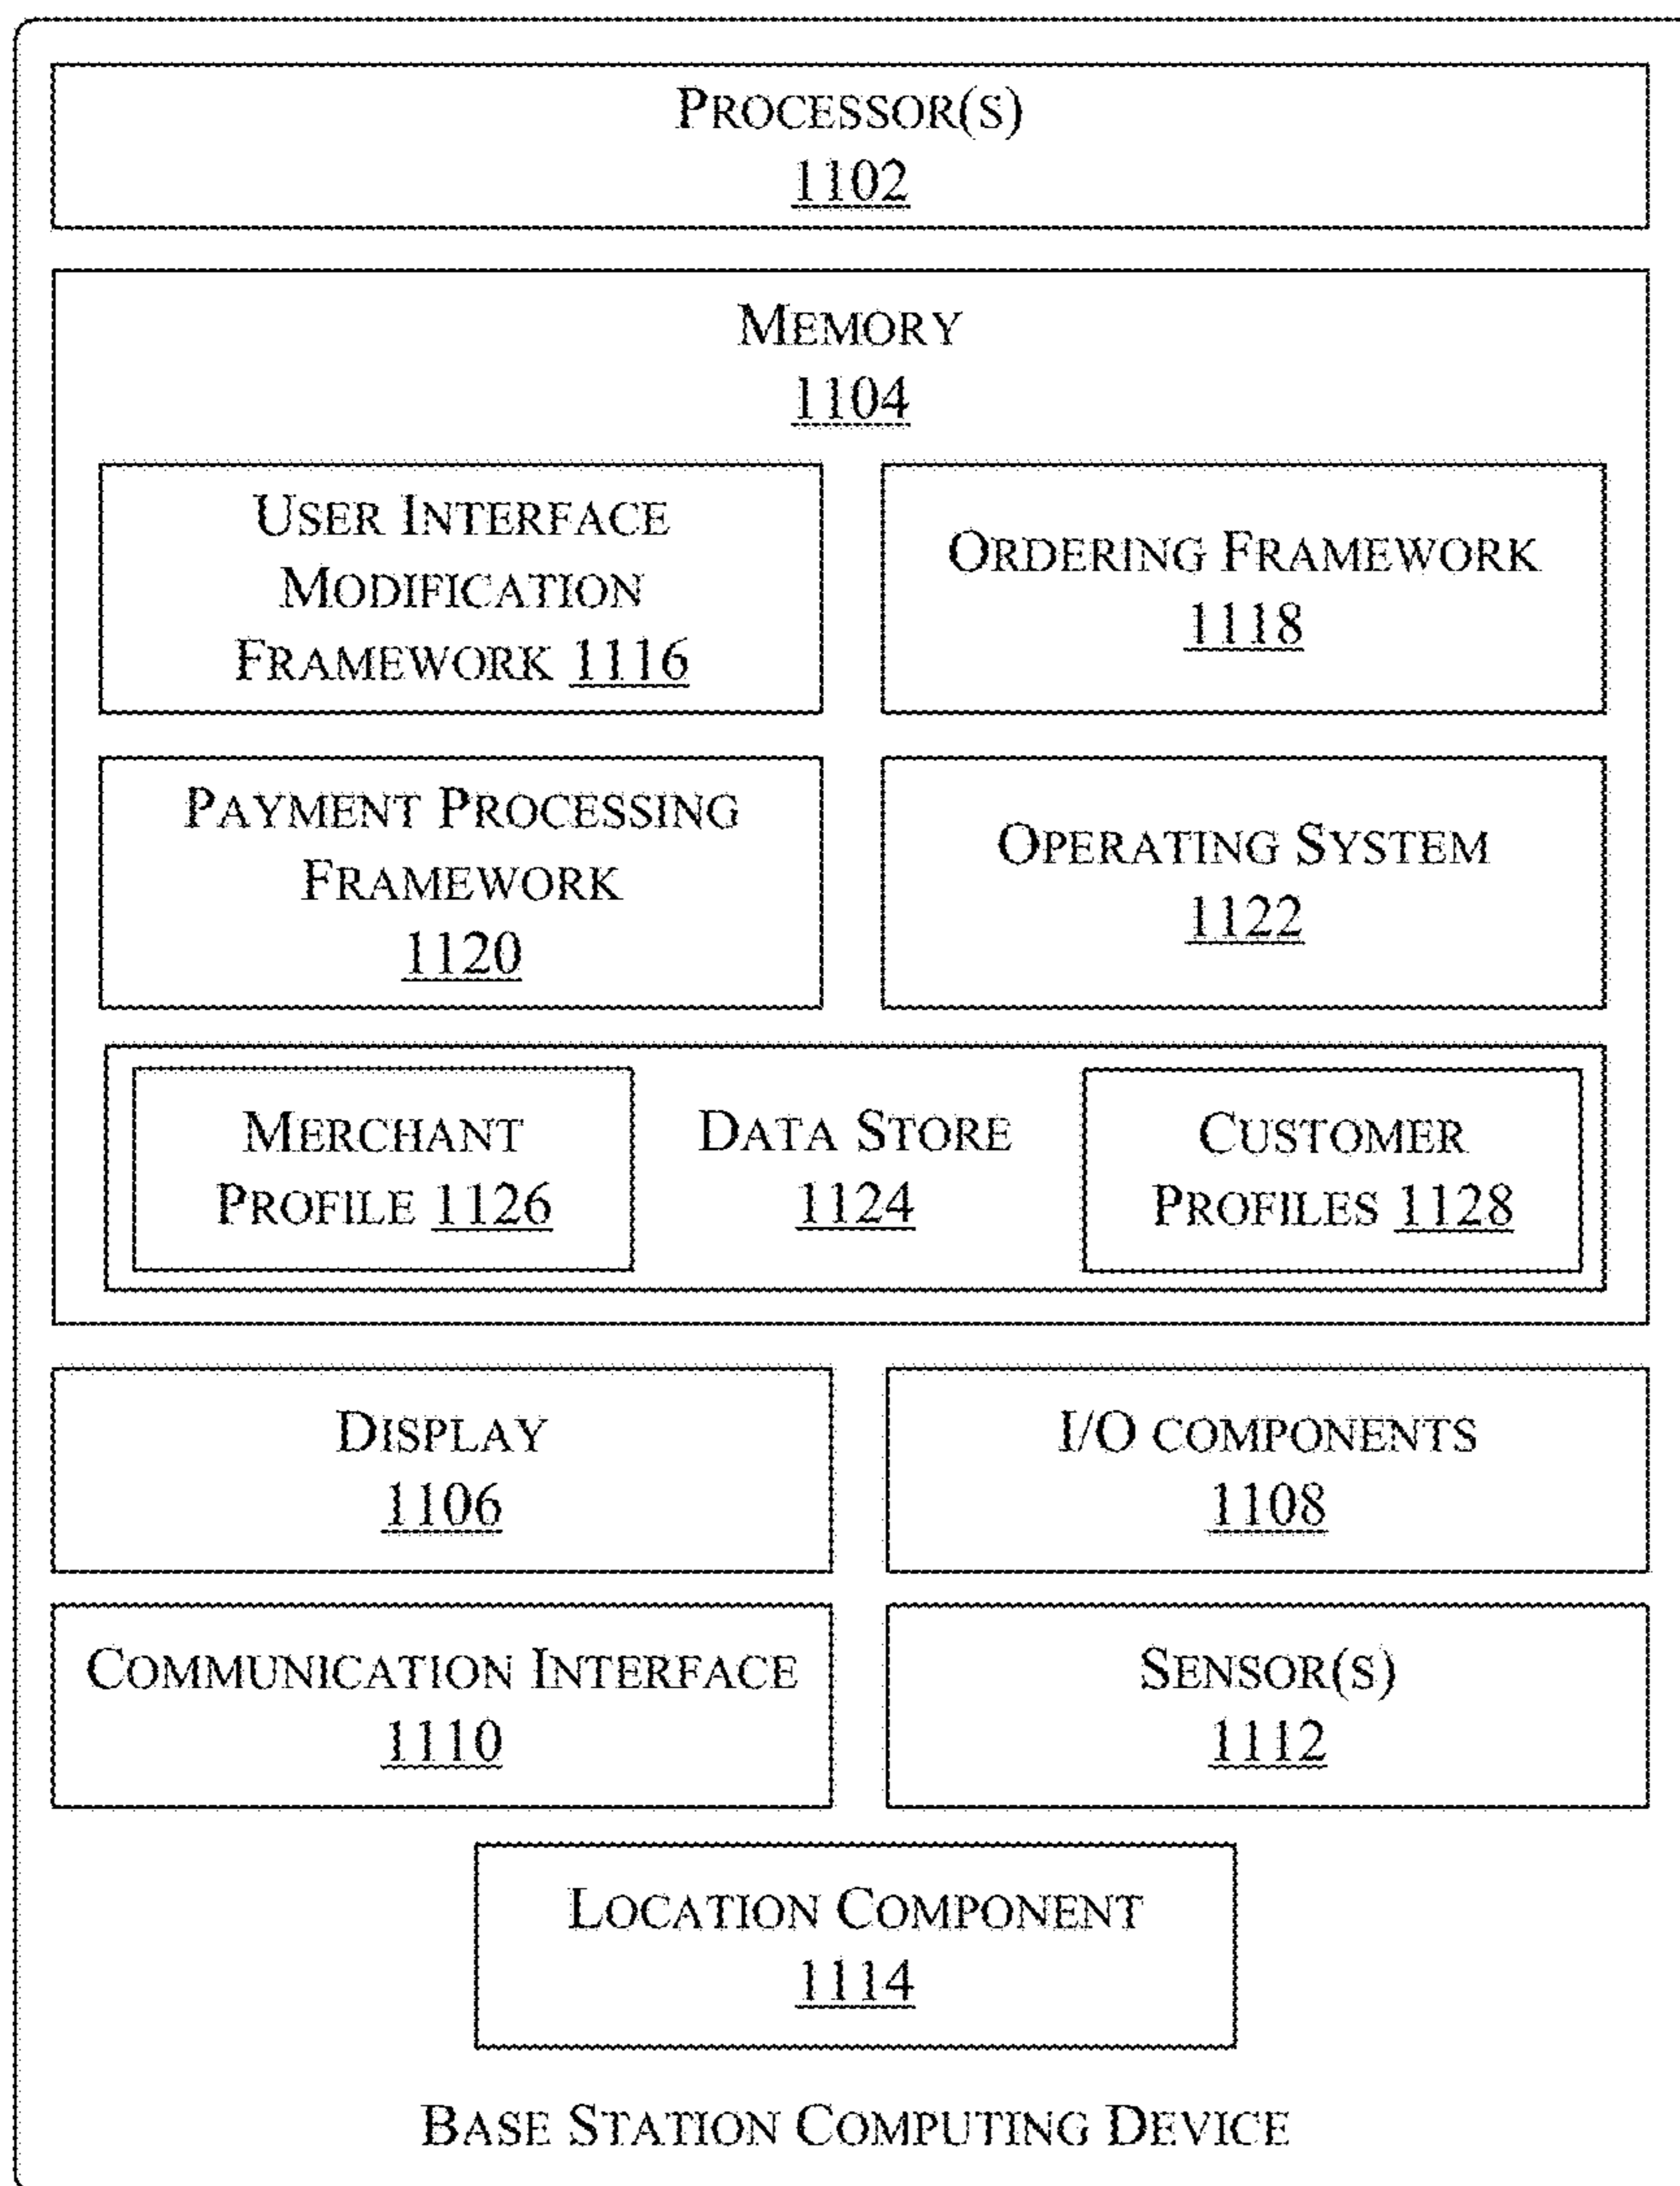 PROCESSOR(S)
1102
MEMORY
1104
USER INTERFACE
MODIFICATION
FRAMEWORK 1116
ORDERING FRAMEWORK
1118
PAYMENT PROCESSING
FRAMEWORK
1120
OPERATING SYSTEM
1122
MERCHANT
PROFILE 1126
DATA STORE
1124
CUSTOMER
PROFILES 1128
DISPLAY
1106
I/O COMPONENTS
1108
COMMUNICATION INTERFACE
1110
SENSOR(S)
1112
LOCATION COMPONENT
1114
BASE STATION COMPUTING DEVICE